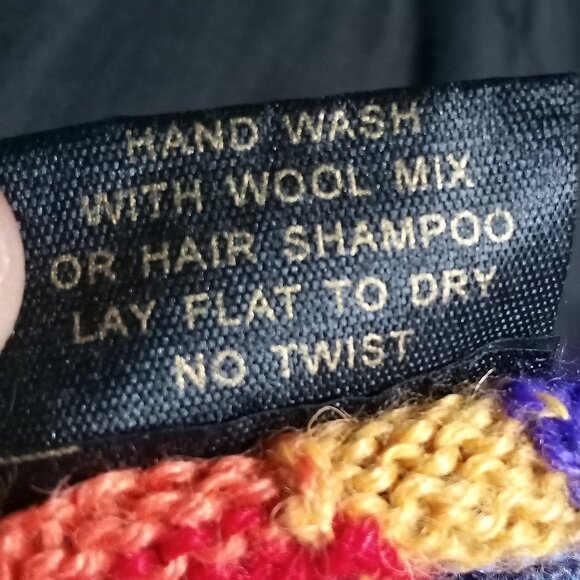 HAND WASH
WITH WOOL MIX
OR HAIR SHAMPOO
LAY FLAT TO DRY
NO TWIST